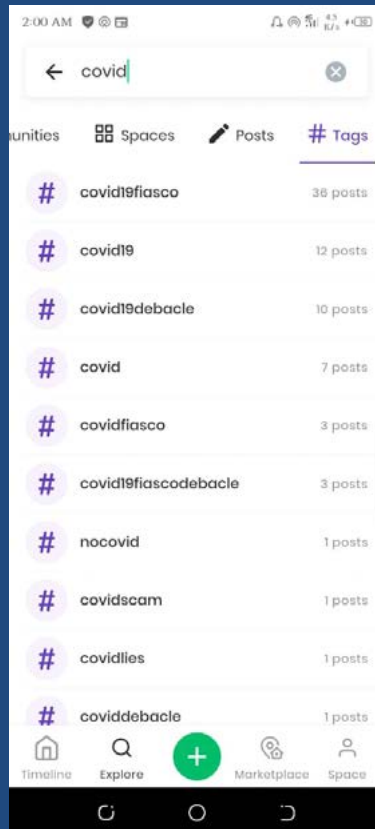 2:00 AM
4.5
K/s
covid
unities
Spaces
Posts
# Tags
# covid19fiasco 36 posts
# covid19 12 posts
# covid19debacle 10 posts
# covid 7 posts
# covidfiasco 3 posts
# covid19fiascodebacle 3 posts
# nocovid 1 posts
# covidscam 1 posts
# covidlies 1 posts
# coviddebacle 1 posts
Timeline
Explore
Marketplace
Space